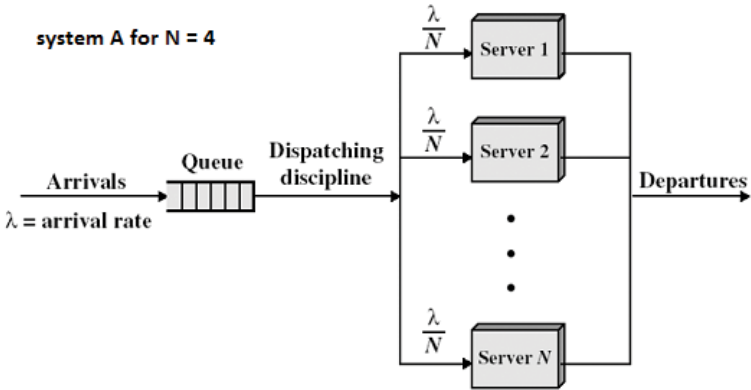 system A for N = 4
λ
N
Server 1
λ
N
Server 2
Queue
Dispatching
discipline
Arrivals
λ = arrival rate
Departures
λ
N
Server N